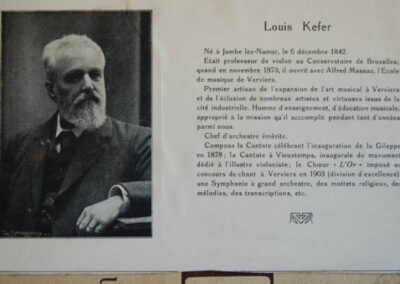 Louis Kefer
Né à Jambe lez-Namur, le 6 décembre 1842.
Etait professeur de violon au Conservatoire de Bruxelles,
quand en novembre 1873, il ouvrit avec Alfred Massau, l'Ecole
de musique de Verviers.
Premier artisan de l'expansion de l'art musical à Verviers
et de l'éclosion de nombreux artistes et virtuoses issus de la
cité industrielle. Homme d'enseignement, d'éducation musicale,
approprié à la mission qu'il accomplit pendant tant d'années
parmi nous.
Chef d'orchestre émérite.
Composa la Cantate célébrant l'inauguration de la Gileppe
en 1878 ; la Cantate à Vieuxtemps, inaugurale du monument
dédié à l'illustre violoniste ; le Chœur « L'Or » imposé au
concours de chant à Verviers en 1903 (division d'excellence)
une Symphonie à grand orchestre, des mottets religieux, des
mélodies, des transcriptions, etc.